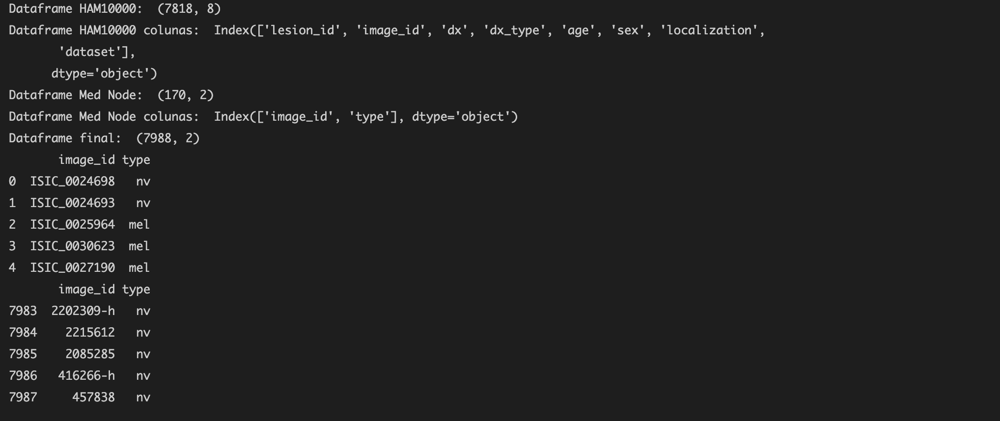 Dataframe HAM10000:  (7818, 8)
Dataframe HAM10000 colunas:  Index(['lesion_id', 'image_id', 'dx', 'dx_type', 'age', 'sex', 'localization',
       'dataset'],
      dtype='object')
Dataframe Med Node:  (170, 2)
Dataframe Med Node colunas:  Index(['image_id', 'type'], dtype='object')
Dataframe final:  (7988, 2)
       image_id type
0  ISIC_0024698   nv
1  ISIC_0024693   nv
2  ISIC_0025964  mel
3  ISIC_0030623  mel
4  ISIC_0027190  mel
       image_id type
7983  2202309-h   nv
7984    2215612   nv
7985    2085285   nv
7986   416266-h   nv
7987     457838   nv